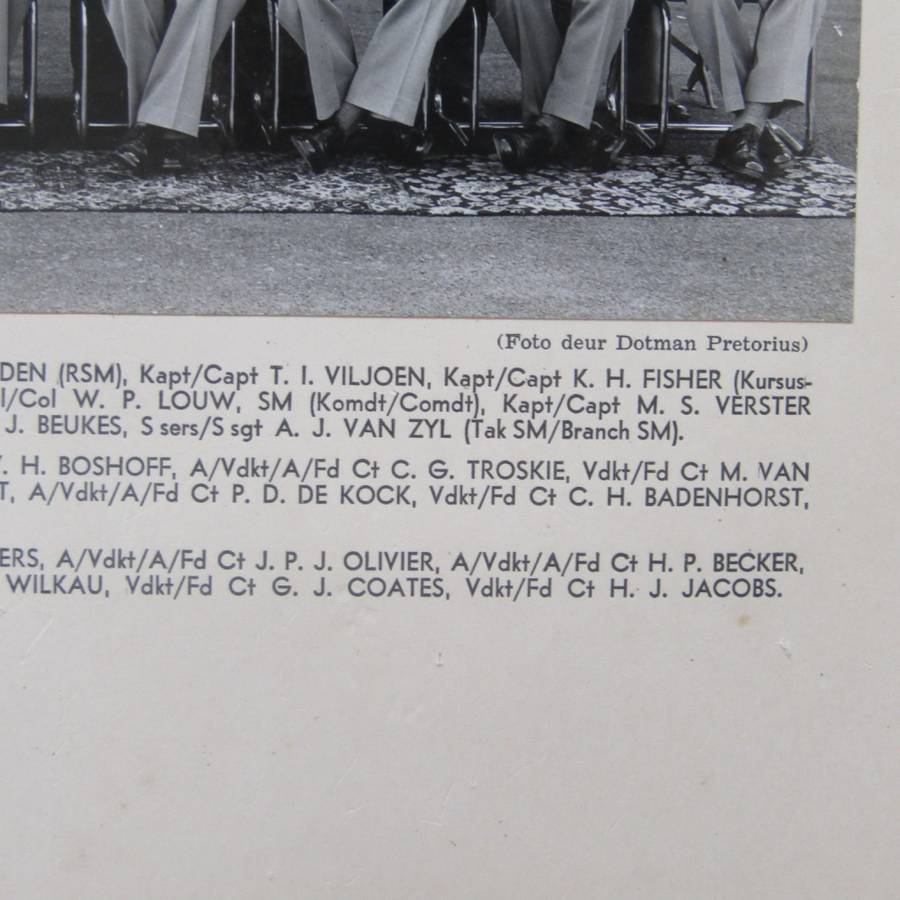 (Foto deur Dotman Pretorius)
DEN (RSM), Kapt/Capt T. I. VILJOEN, Kapt/Capt K. H. FISHER (Kursus-
l/Col W. P. LOUW, SM (Komdt/Comdt), Kapt/Capt M. S. VERSTER
J. BEUKES, S sers/S sgt A. J. VAN ZYL (Tak SM/Branch SM).
. H. BOSHOFF, A/Vdkt/A/Fd Ct C. G. TROSKIE, Vdkt/Fd Ct M. VAN
T, A/Vdkt/A/Fd Ct P. D. DE KOCK, Vdkt/Fd Ct C. H. BADENHORST,
ERS, A/Vdkt/A/Fd Ct J. P. J. OLIVIER, A/Vdkt/A/Fd Ct H. P. BECKER,
WILKAU, Vdkt/Fd Ct G. J. COATES, Vdkt/Fd Ct H. J. JACOBS.